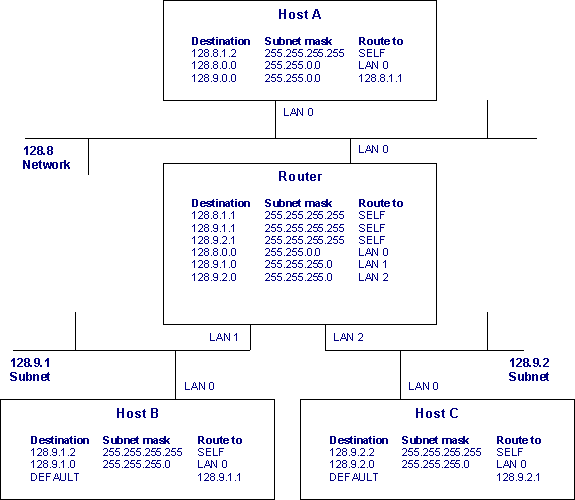 Host A
Destination Subnet mask Route to
128.8.1.2 255.255.255.255 SELF
128.8.0.0 255.255.0.0 LAN 0
128.9.0.0 255.255.0.0 128.8.1.1
LAN 0
128.8
Network
LAN 0
Router
Destination Subnet mask Route to
128.8.1.1 255.255.255.255 SELF
128.9.1.1 255.255.255.255 SELF
128.9.2.1 255.255.255.255 SELF
128.8.0.0 255.255.0.0 LAN 0
128.9.1.0 255.255.255.0 LAN 1
128.9.2.0 255.255.255.0 LAN 2
LAN 1
LAN 2
128.9.1
Subnet
128.9.2
Subnet
LAN 0
LAN 0
Host B
Destination Subnet mask Route to
128.9.1.2 255.255.255.255 SELF
128.9.1.0 255.255.255.0 LAN 0
DEFAULT 128.9.1.1
Host C
Destination Subnet mask Route to
128.9.2.2 255.255.255.255 SELF
128.9.2.0 255.255.255.0 LAN 0
DEFAULT 128.9.2.1